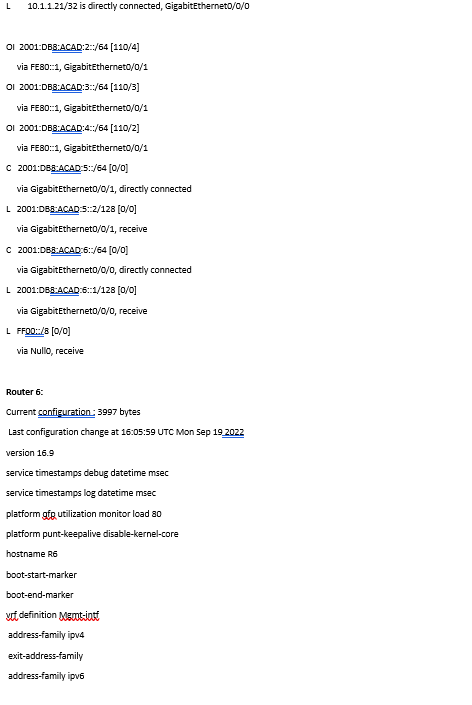 L 10.1.1.21/32 is directly connected, GigabitEthernet0/0/0
OI 2001:DB8:ACAD:2::/64 [110/4]
via FE80::1, GigabitEthernet0/0/1
OI 2001:DB8:ACAD:3::/64 [110/3]
via FE80::1, GigabitEthernet0/0/1
OI 2001:DB8:ACAD:4::/64 [110/2]
via FE80::1, GigabitEthernet0/0/1
C 2001:DB8:ACAD:5::/64 [0/0]
via GigabitEthernet0/0/1, directly connected
L 2001:DB8:ACAD:5::2/128 [0/0]
via GigabitEthernet0/0/1, receive
C 2001:DB8:ACAD:6::/64 [0/0]
via GigabitEthernet0/0/0, directly connected
L 2001:DB8:ACAD:6::1/128 [0/0]
via GigabitEthernet0/0/0, receive
L FF00::/8 [0/0]
via Null0, receive
Router 6:
Current configuration : 3997 bytes
Last configuration change at 16:05:59 UTC Mon Sep 19 2022
version 16.9
service timestamps debug datetime msec
service timestamps log datetime msec
platform qfp utilization monitor load 80
platform punt-keepalive disable-kernel-core
hostname R6
boot-start-marker
boot-end-marker
vrf definition Mgmt-intf
address-family ipv4
exit-address-family
address-family ipv6